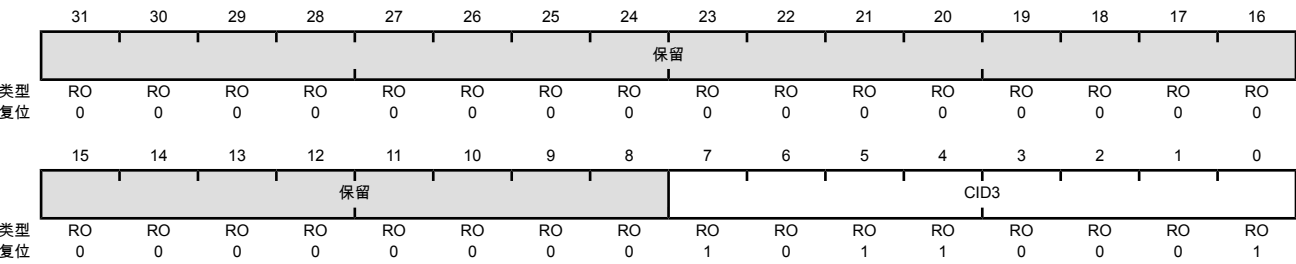 31 30 29 28 27 26 25 24 23 22 21 20 19 18 17 16
保留
类型 RO RO RO RO RO RO RO RO RO RO RO RO RO RO RO RO
复位 0 0 0 0 0 0 0 0 0 0 0 0 0 0 0 0
15 14 13 12 11 10 9 8 7 6 5 4 3 2 1 0
保留 CID3
类型 RO RO RO RO RO RO RO RO RO RO RO RO RO RO RO RO
复位 0 0 0 0 0 0 0 0 1 0 1 1 0 0 0 1